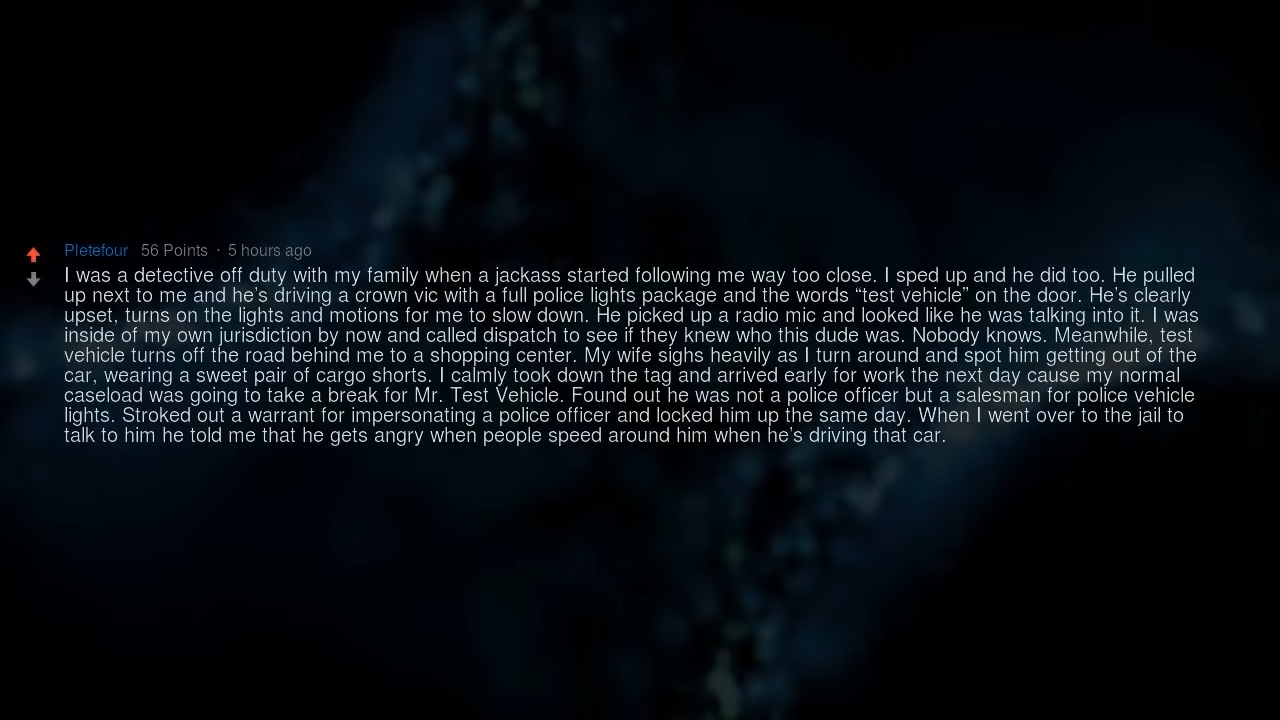 Pletefour 56 Points · 5 hours ago
I was a detective off duty with my family when a jackass started following me way too close. I sped up and he did too. He pulled
up next to me and he’s driving a crown vic with a full police lights package and the words “test vehicle” on the door. He’s clearly
upset, turns on the lights and motions for me to slow down. He picked up a radio mic and looked like he was talking into it. I was
inside of my own jurisdiction by now and called dispatch to see if they knew who this dude was. Nobody knows. Meanwhile, test
vehicle turns off the road behind me to a shopping center. My wife sighs heavily as I turn around and spot him getting out of the
car, wearing a sweet pair of cargo shorts. I calmly took down the tag and arrived early for work the next day cause my normal
caseload was going to take a break for Mr. Test Vehicle. Found out he was not a police officer but a salesman for police vehicle
lights. Stroked out a warrant for impersonating a police officer and locked him up the same day. When I went over to the jail to
talk to him he told me that he gets angry when people speed around him when he’s driving that car.